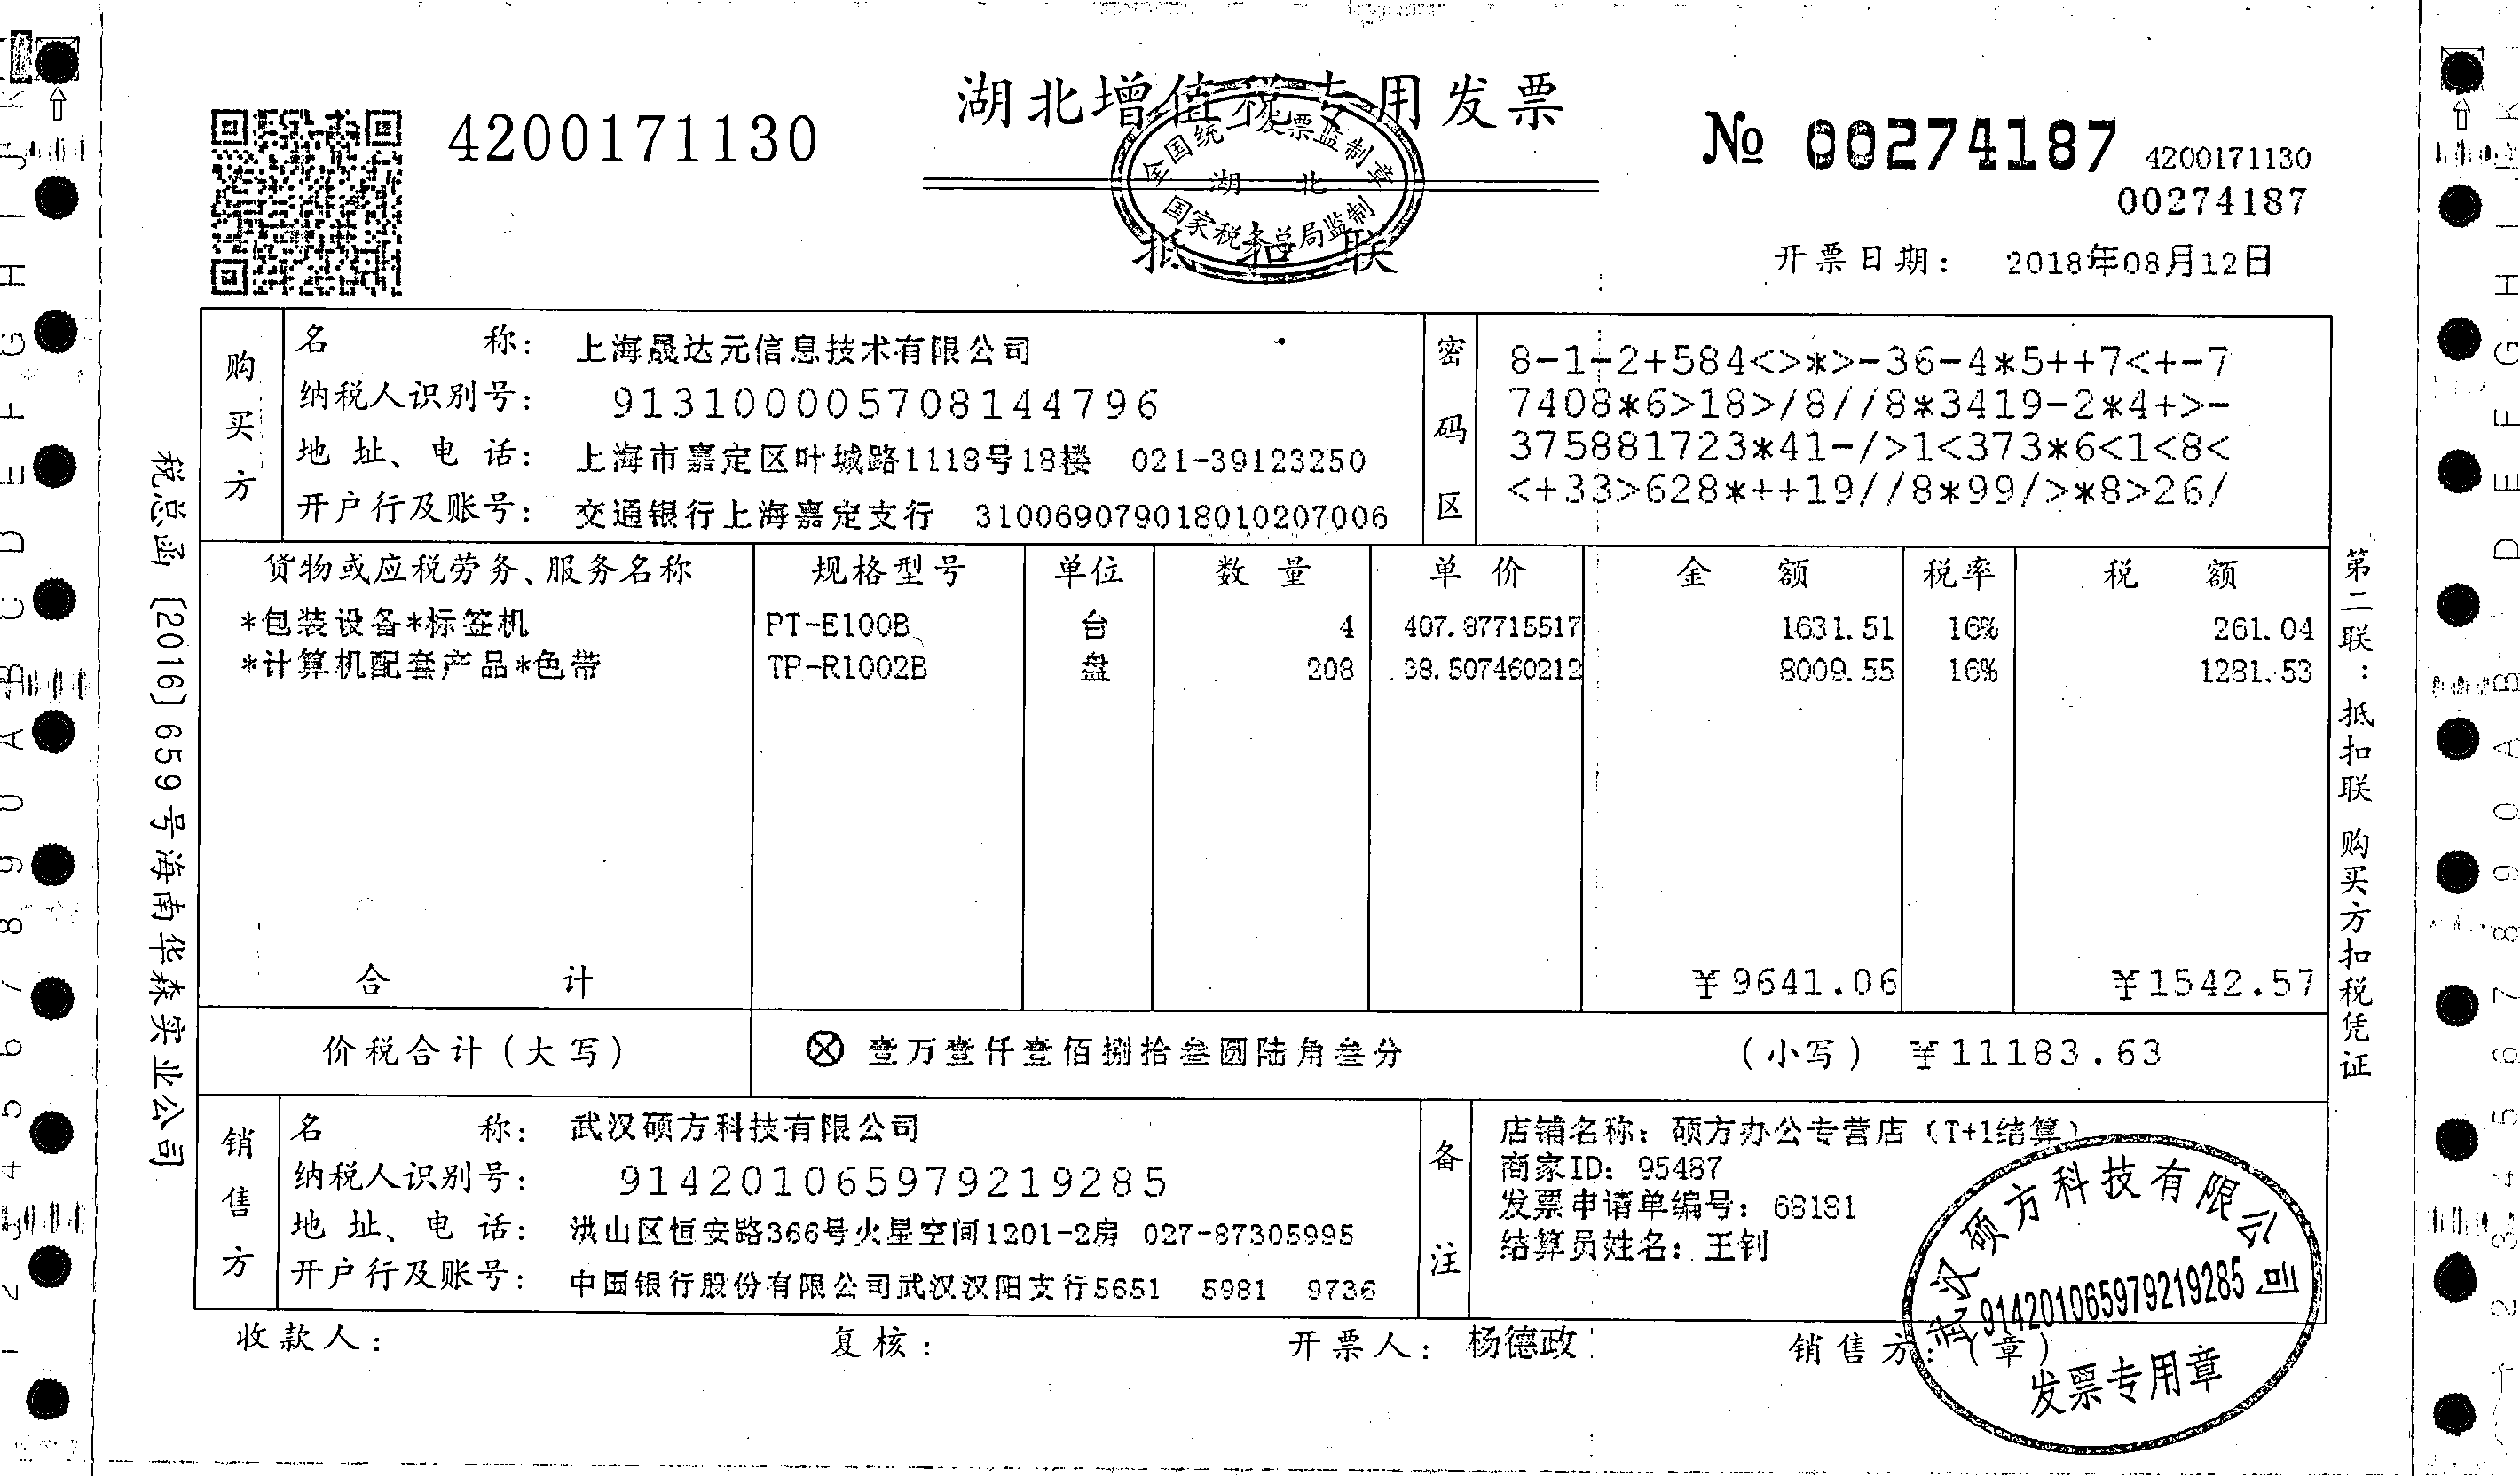 湖北增值税专用发票
4200171130
№ 00274187
4200171130
00274187
全国统一发票监制章
湖 北
国家税务总局监制
抵扣联
开票日期: 2018年08月12日
购买方
名 称: 上海晟达元信息技术有限公司
纳税人识别号: 913100005708144796
地 址、电 话: 上海市嘉定区叶城路1118号18楼 021-39123250
开户行及账号: 交通银行上海嘉定支行 310069079018010207006
密码区
8-1-2+584<>*>-36-4*5++7<+-7
7408*6>18>/8//8*3419-2*4+>-
375881723*41-/>1<373*6<1<8<
<+33>628*++19//8*99/>*8>26/
货物或应税劳务、服务名称 规格型号 单位 数 量 单 价 金 额 税率 税 额
*包装设备*标签机 PT-E100B 台 4 407.87715517 1631.51 16% 261.04
*计算机配套产品*色带 TP-R1002B 盘 208 38.507460212 8009.55 16% 1281.53
合 计 ¥9641.06 ¥1542.57
价税合计(大写) ⊗ 壹万壹仟壹佰捌拾叁圆陆角叁分 (小写) ¥11183.63
销售方
名 称: 武汉硕方科技有限公司
纳税人识别号: 914201065979219285
地 址、电 话: 洪山区恒安路366号火星空间1201-2房 027-87305995
开户行及账号: 中国银行股份有限公司武汉汉阳支行5651 5981 9736
备注
店铺名称: 硕方办公专营店(T+1结算)
商家ID: 95487
发票申请单编号: 68181
结算员姓名: 王钊
收款人: 复核: 开票人: 杨德政 销售方:(章)
武汉硕方科技有限公司
914201065979219285
发票专用章
税总函[2016]659号海南华森实业公司
第二联:抵扣联 购买方扣税凭证